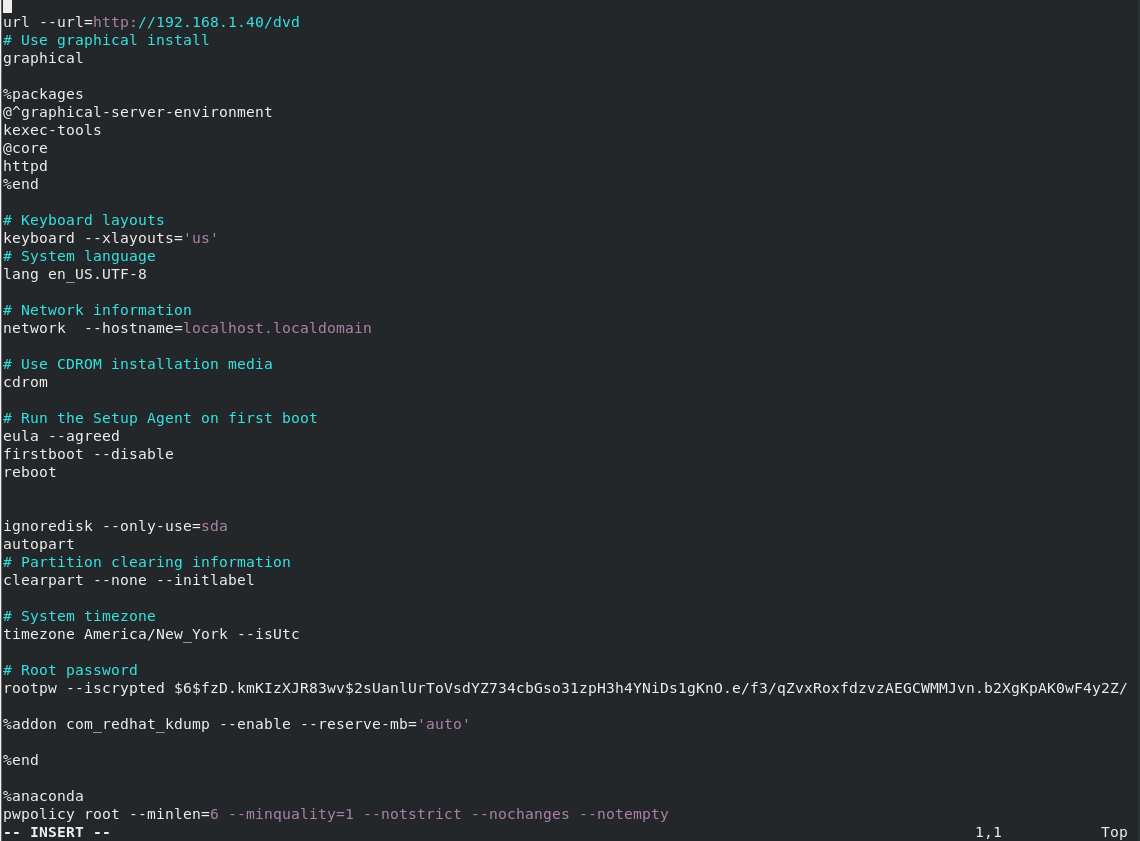 url --url=http://192.168.1.40/dvd
# Use graphical install
graphical
%packages
@^graphical-server-environment
kexec-tools
@core
httpd
%end
# Keyboard layouts
keyboard --xlayouts='us'
# System language
lang en_US.UTF-8
# Network information
network  --hostname=localhost.localdomain
# Use CDROM installation media
cdrom
# Run the Setup Agent on first boot
eula --agreed
firstboot --disable
reboot
ignoredisk --only-use=sda
autopart
# Partition clearing information
clearpart --none --initlabel
# System timezone
timezone America/New_York --isUtc
# Root password
rootpw --iscrypted $6$fzD.kmKIzXJR83wv$2sUanlUrToVsdYZ734cbGso31zpH3h4YNiDs1gKnO.e/f3/qZvxRoxfdzvzAEGCWMMJvn.b2XgKpAK0wF4y2Z/
%addon com_redhat_kdump --enable --reserve-mb='auto'
%end
%anaconda
pwpolicy root --minlen=6 --minquality=1 --notstrict --nochanges --notempty
-- INSERT -- 1,1 Top